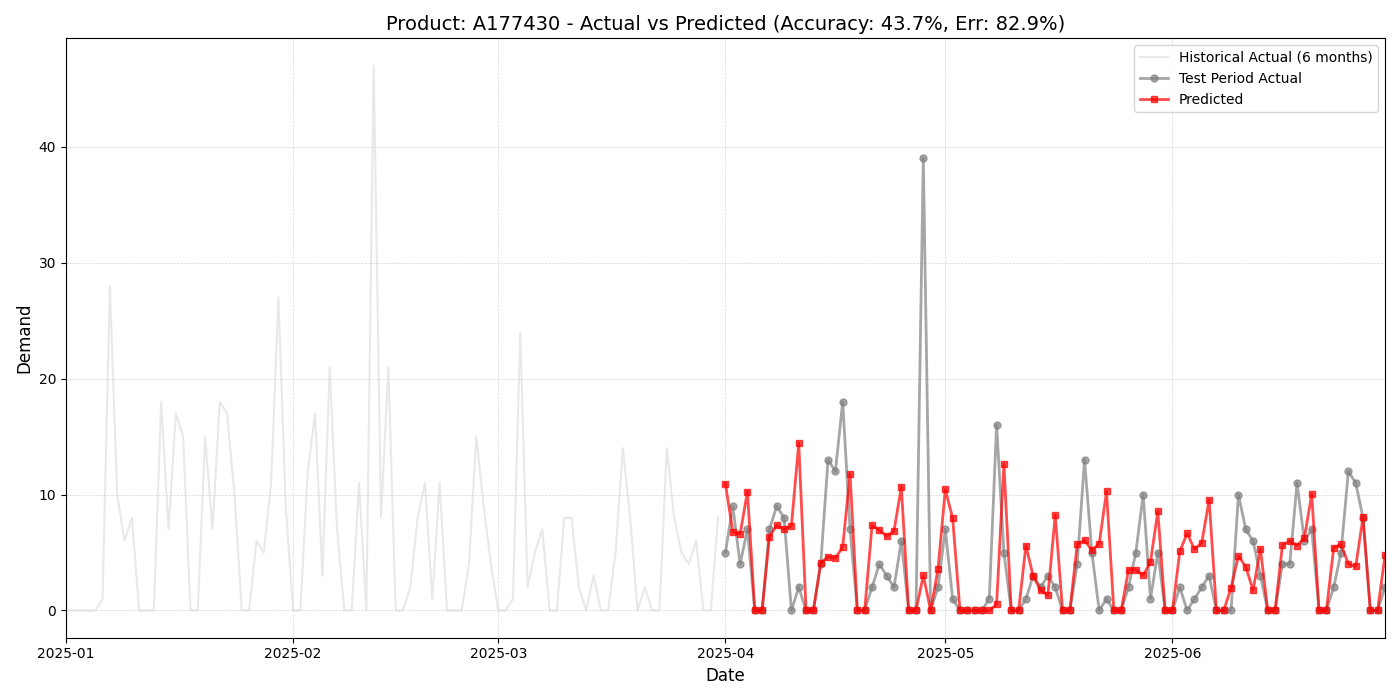 Product: A177430 - Actual vs Predicted (Accuracy: 43.7%, Err: 82.9%)
Historical Actual (6 months)
Test Period Actual
Predicted
Demand
40
30
20
10
0
2025-01
2025-02
2025-03
2025-04
2025-05
2025-06
Date